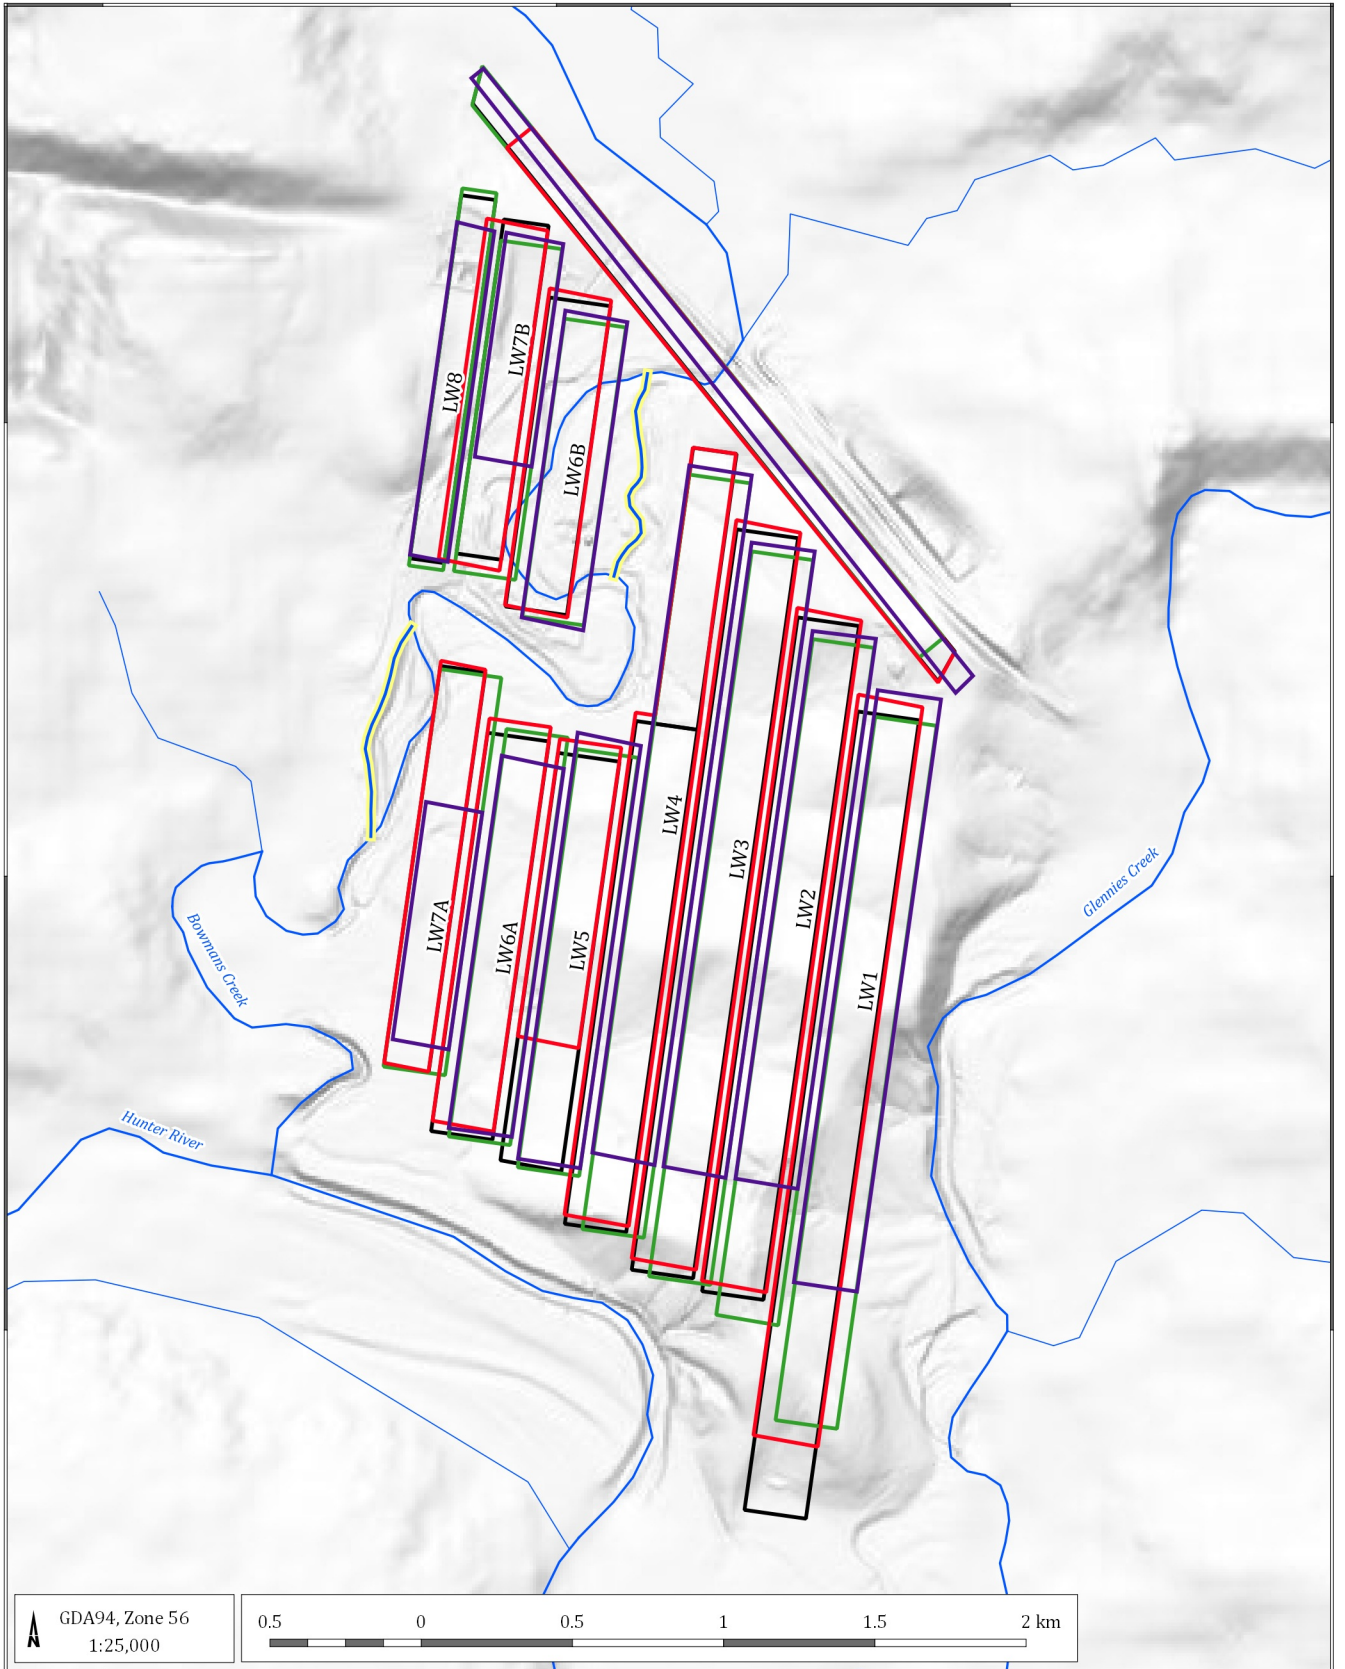 LW7B
LW8
LW6B
LW4
LW3
Glennies Creek
LW2
LW7A
LW6A
LW5
Bowmans Creek
LW1
Hunter River
GDA94, Zone 56
1:25,000
N
0.5 0 0.5 1 1.5 2 km